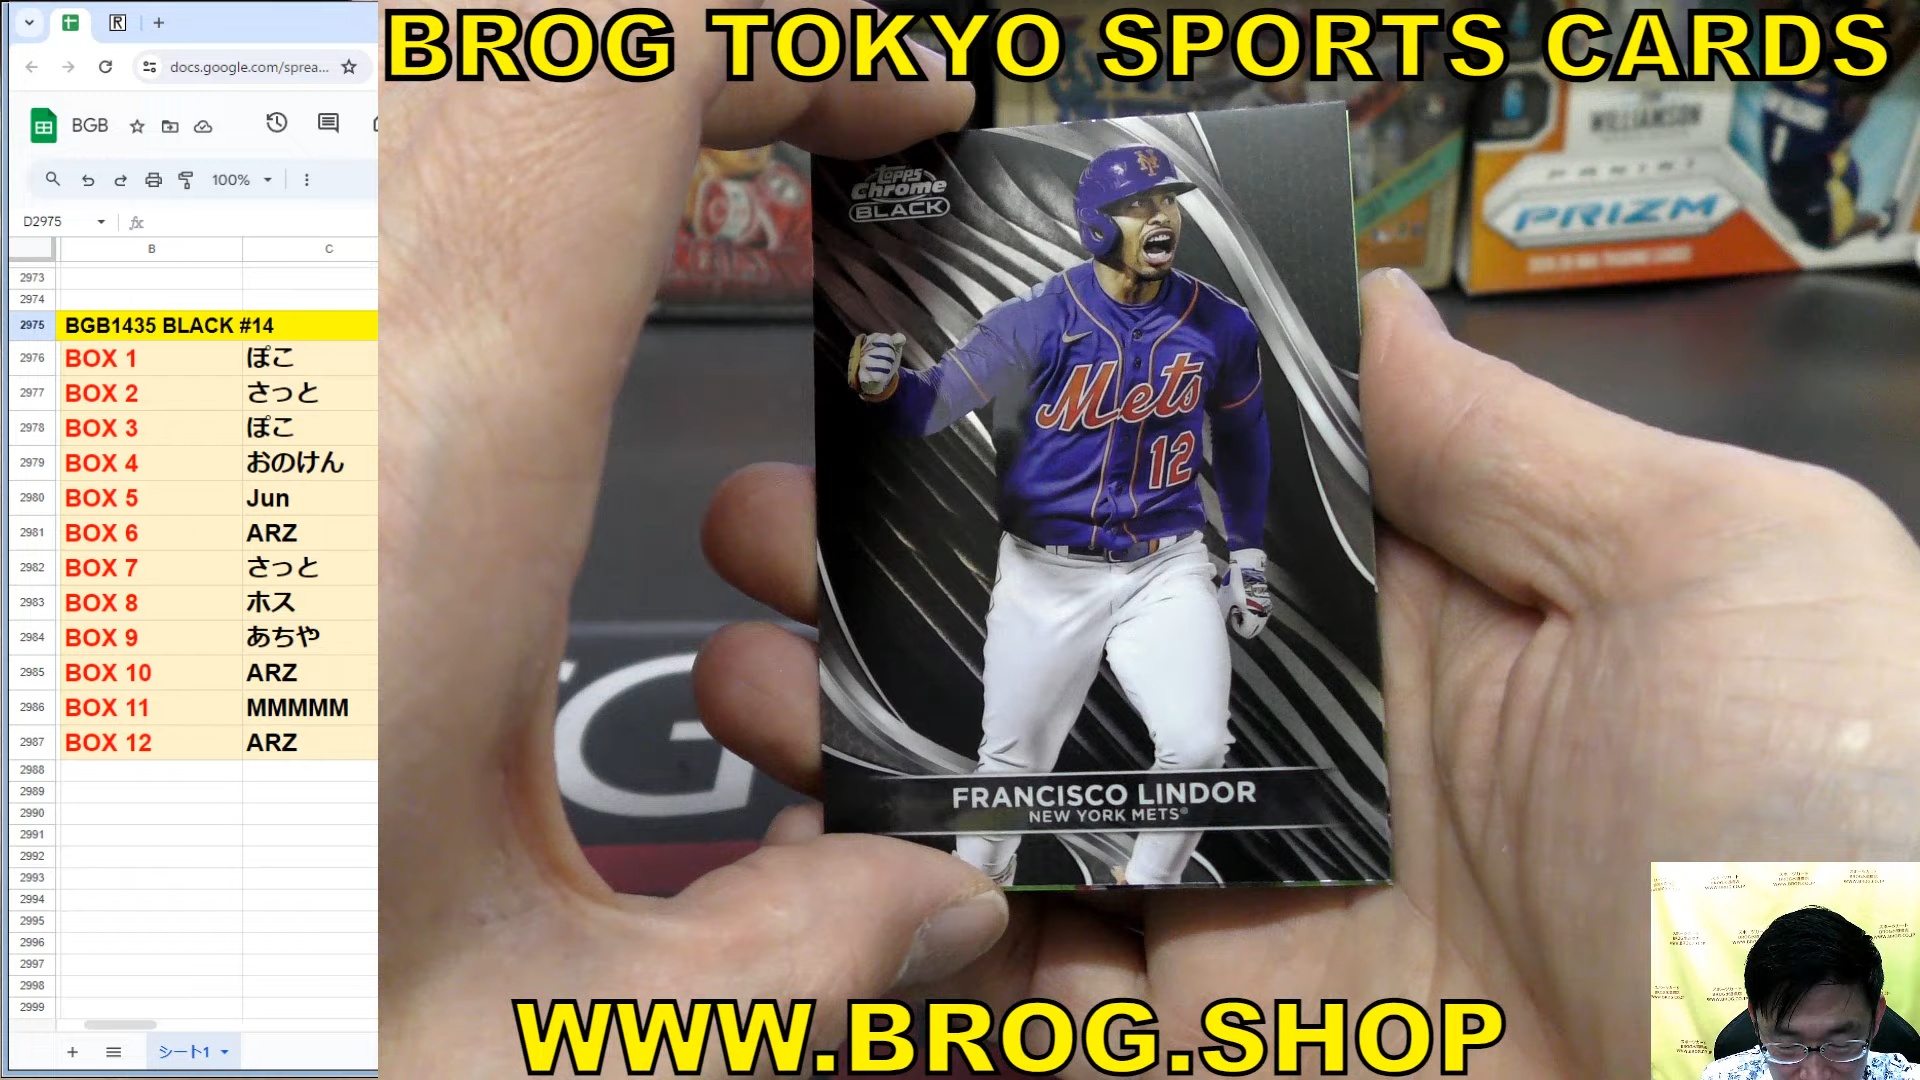 BROG TOKYO SPORTS CARDS
docs.google.com/sprea...
BGB
100%
D2975
fx
B
C
2973
2974
2975
BGB1435 BLACK #14
2976
BOX 1
ぽこ
2977
BOX 2
さっと
2978
BOX 3
ぽこ
2979
BOX 4
おのけん
2980
BOX 5
Jun
2981
BOX 6
ARZ
2982
BOX 7
さっと
2983
BOX 8
ホス
2984
BOX 9
あちや
2985
BOX 10
ARZ
2986
BOX 11
MMMMM
2987
BOX 12
ARZ
2988
2989
2990
2991
2992
2993
2994
2995
2996
2997
2998
2999
シート1
Topps
Chrome
BLACK
NY
Mets
12
FRANCISCO LINDOR
NEW YORK METS
WILLIAMSON
PANINI
PRIZM
1
WWW.BROG.SHOP